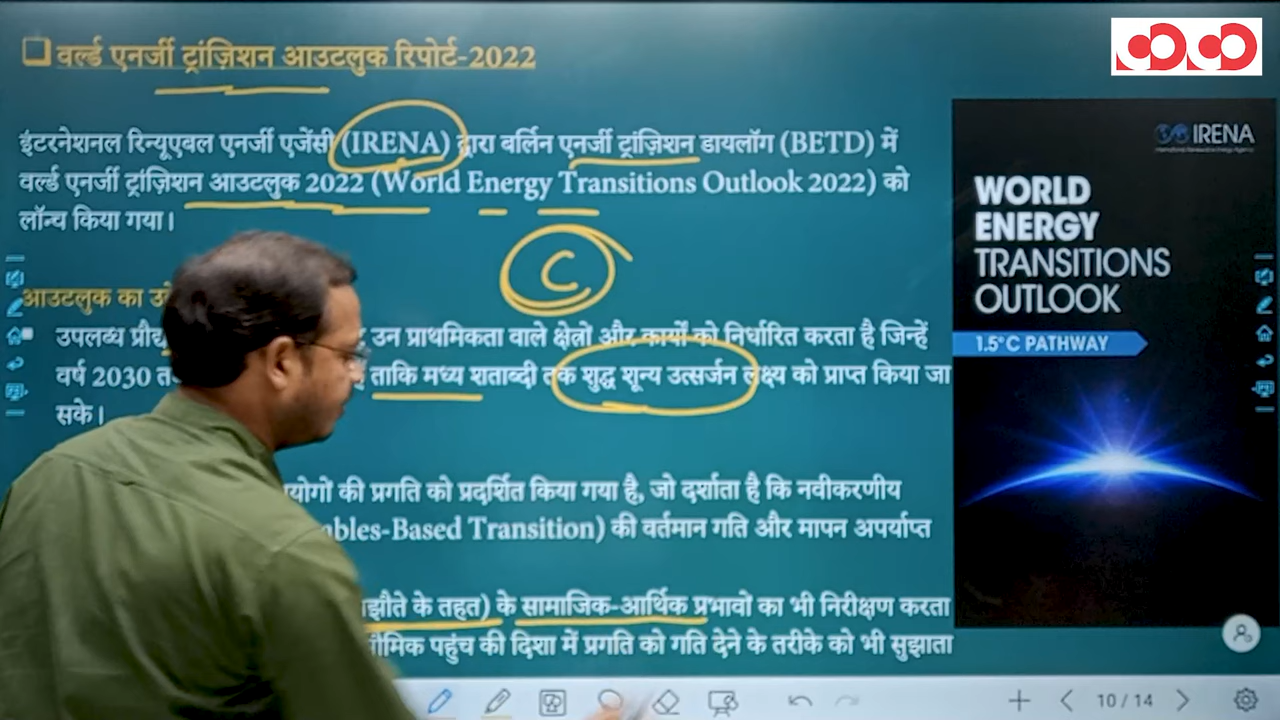 वर्ल्ड एनर्जी ट्रांज़िशन आउटलुक रिपोर्ट-2022
इंटरनेशनल रिन्यूएबल एनर्जी एजेंसी (IRENA) द्वारा बर्लिन एनर्जी ट्रांज़िशन डायलॉग (BETD) में
वर्ल्ड एनर्जी ट्रांज़िशन आउटलुक 2022 (World Energy Transitions Outlook 2022) को
लॉन्च किया गया।
C
आउटलुक का
उपलब्ध उन प्राथमिकता वाले क्षेत्रों और कार्यों को निर्धारित करता है जिन्हें
वर्ष 2030 ताकि मध्य शताब्दी तक शुद्ध शून्य उत्सर्जन लक्ष्य को प्राप्त किया जा
सके।
की प्रगति को प्रदर्शित किया गया है, जो दर्शाता है कि नवीकरणीय
Transition) की वर्तमान गति और मापन अपर्याप्त
के तहत) के सामाजिक-आर्थिक प्रभावों का भी निरीक्षण करता
पहुंच की दिशा में प्रगति को गति देने के तरीके को भी सुझाता
IRENA
WORLD
ENERGY
TRANSITIONS
OUTLOOK
1.5°C PATHWAY
10 / 14